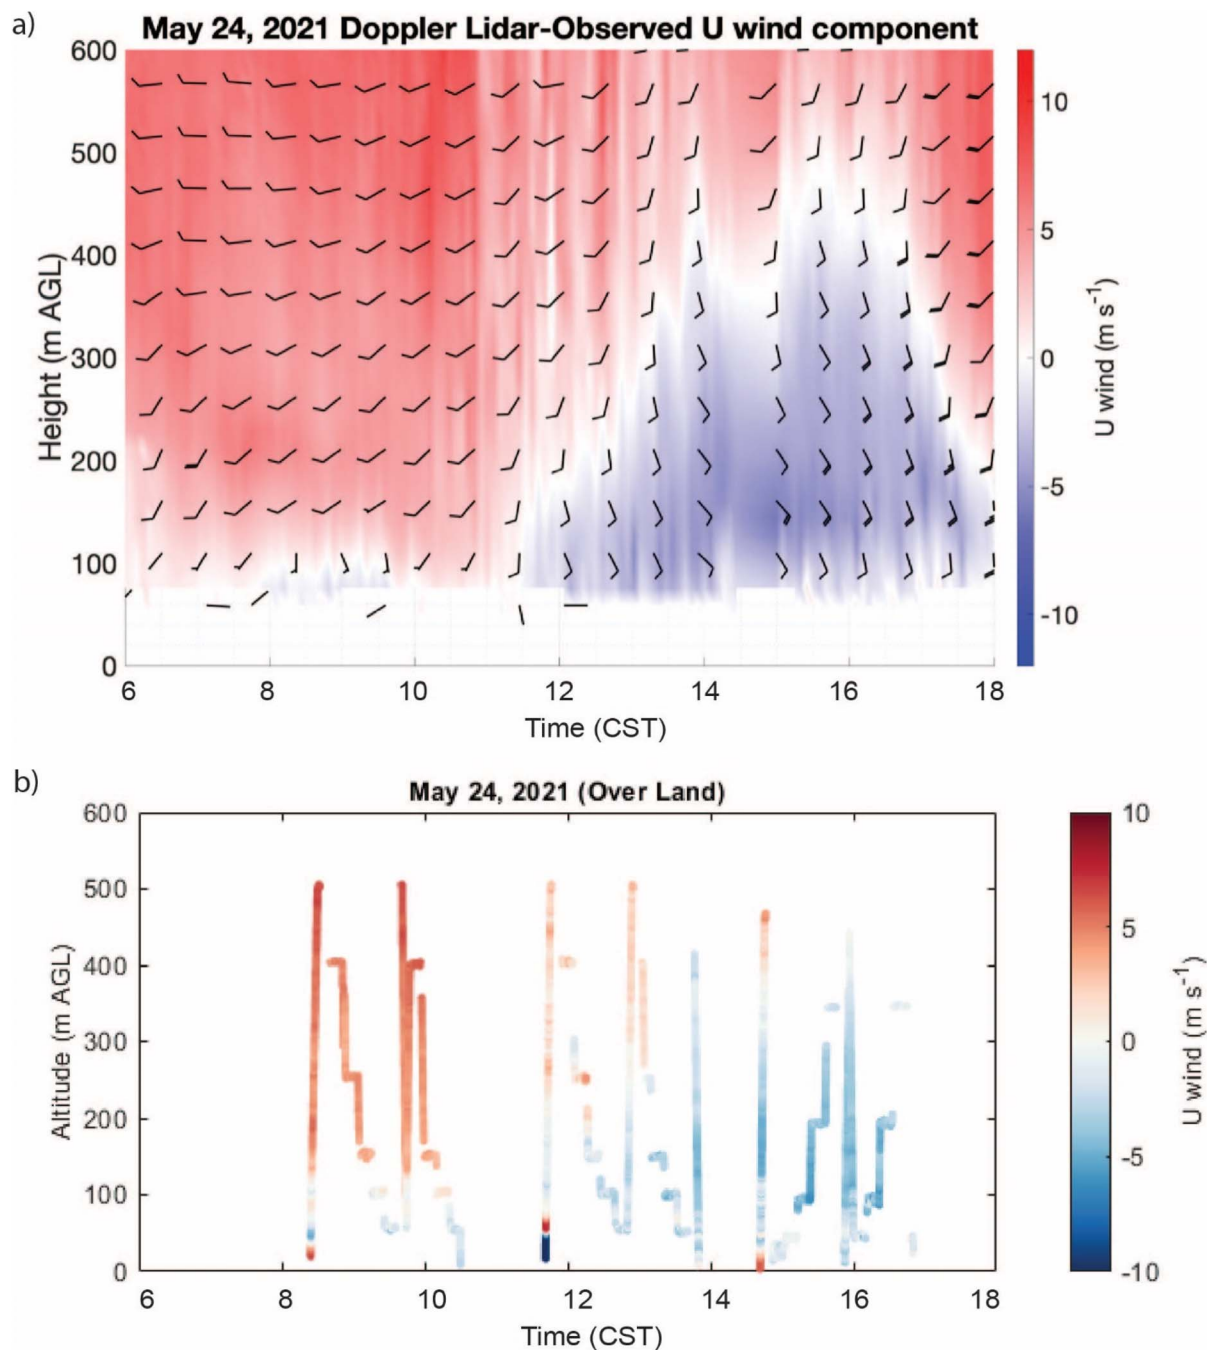 a)
May 24, 2021 Doppler Lidar-Observed U wind component
600
500
400
300
200
100
0
Height (m AGL)
6 8 10 12 14 16 18
Time (CST)
10
5
0
-5
-10
U wind (m s-1)
b)
May 24, 2021 (Over Land)
600
500
400
300
200
100
0
Altitude (m AGL)
6 8 10 12 14 16 18
Time (CST)
10
5
0
-5
-10
U wind (m s-1)